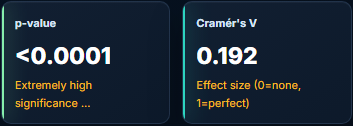 p-value
<0.0001
Extremely high
significance ...
Cramér's V
0.192
Effect size (0=none,
1=perfect)